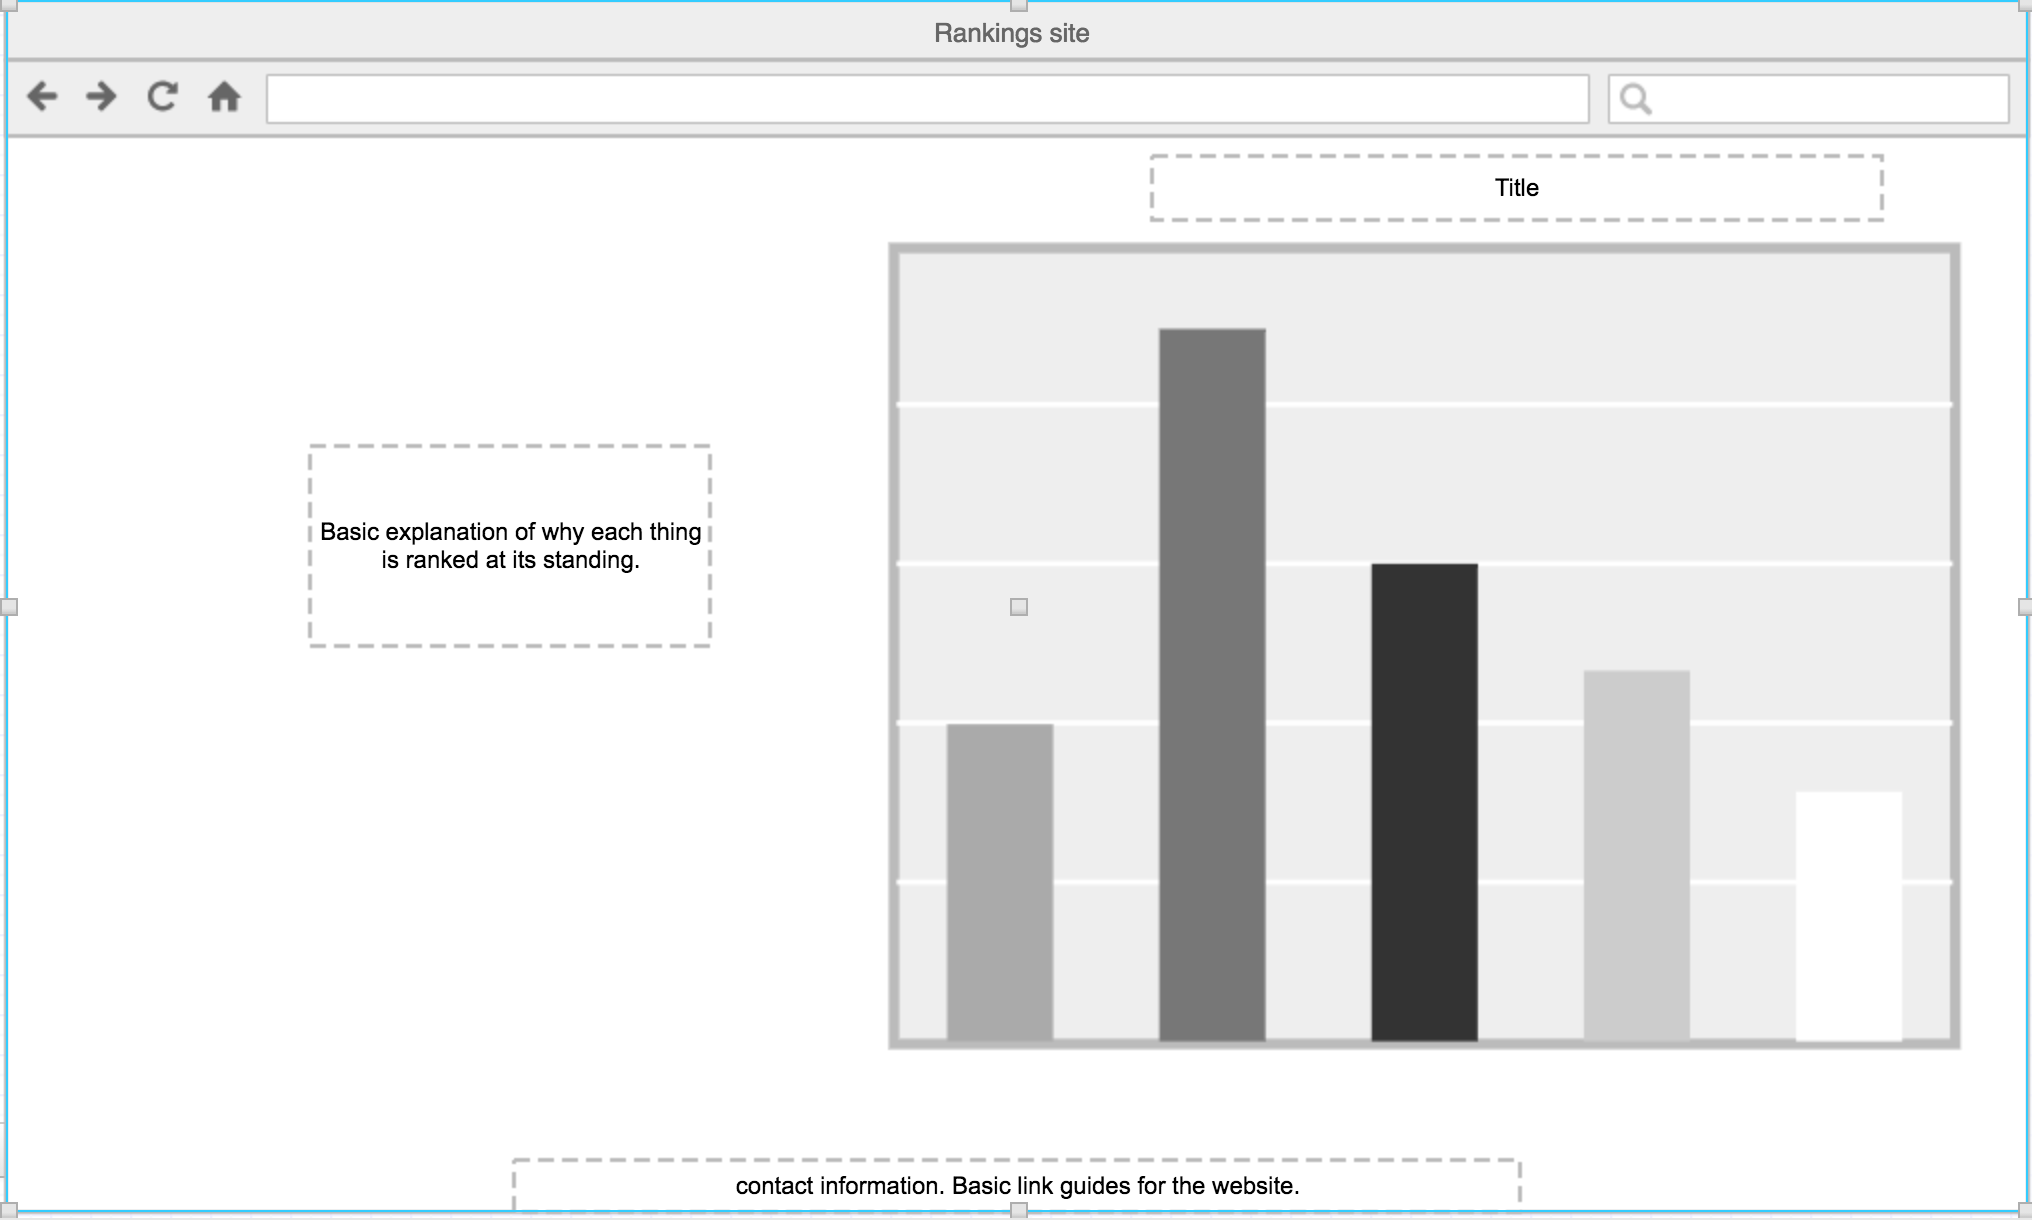 Rankings site
Title
Basic explanation of why each thing
is ranked at its standing.
contact information. Basic link guides for the website.